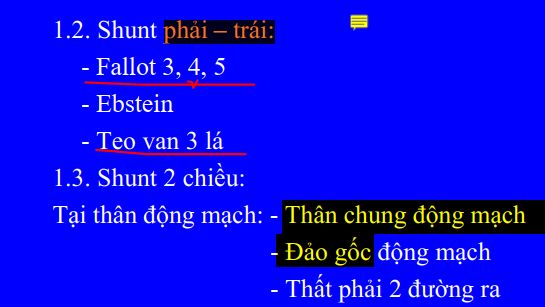 1.2. Shunt phải – trái:
- Fallot 3, 4, 5
- Ebstein
- Teo van 3 lá
1.3. Shunt 2 chiều:
Tại thân động mạch: - Thân chung động mạch
- Đảo gốc động mạch
- Thất phải 2 đường ra